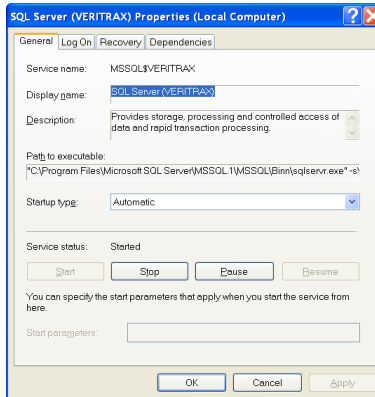 SQL Server (VERITRAX) Properties (Local Computer)
General Log On Recovery Dependencies
Service name: MSSQL$VERITRAX
Display name: SQL Server (VERITRAX)
Description: Provides storage, processing and controlled access of
data and rapid transaction processing.
Path to executable:
"C:\Program Files\Microsoft SQL Server\MSSQL.1\MSSQL\Binn\sqlservr.exe" -s\
Startup type: Automatic
Service status: Started
Start Stop Pause Resume
You can specify the start parameters that apply when you start the service from
here.
Start parameters:
OK Cancel Apply